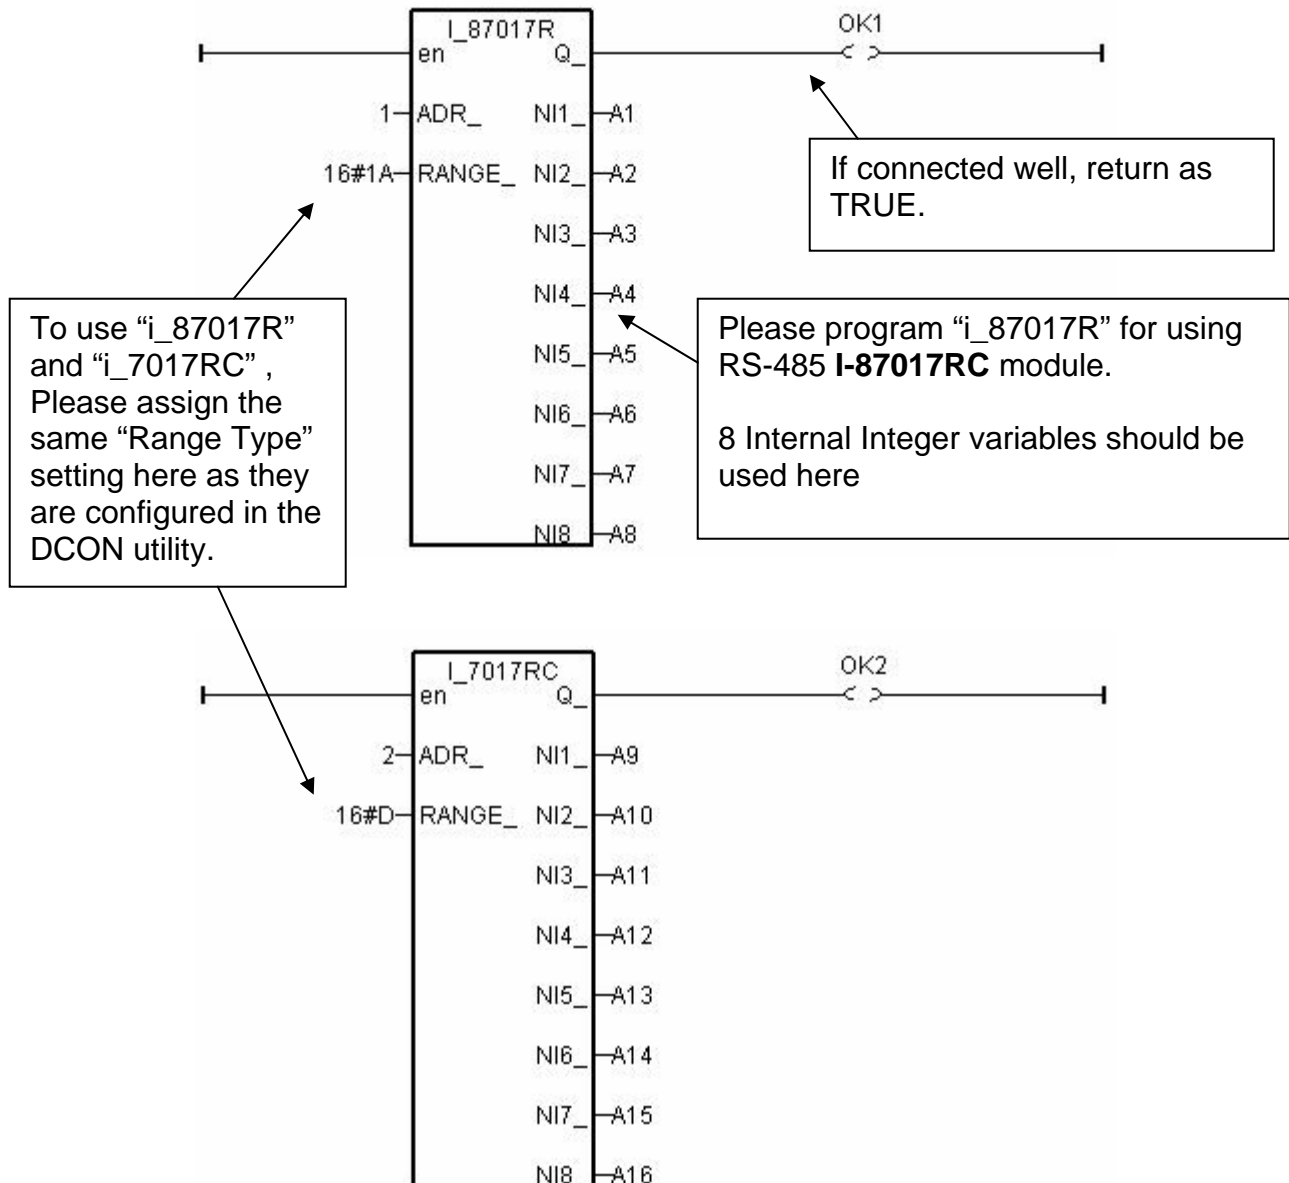 I_87017R
OK1
en Q_
1 ADR_ NI1_ A1
16#1A RANGE_ NI2_ A2
NI3_ A3
NI4_ A4
NI5_ A5
NI6_ A6
NI7_ A7
NI8 A8
If connected well, return as
TRUE.
To use “i_87017R”
and “i_7017RC” ,
Please assign the
same “Range Type”
setting here as they
are configured in the
DCON utility.
Please program “i_87017R” for using
RS-485 I-87017RC module.
8 Internal Integer variables should be
used here
I_7017RC
OK2
en Q_
2 ADR_ NI1_ A9
16#D RANGE_ NI2_ A10
NI3_ A11
NI4_ A12
NI5_ A13
NI6_ A14
NI7_ A15
NI8 A16